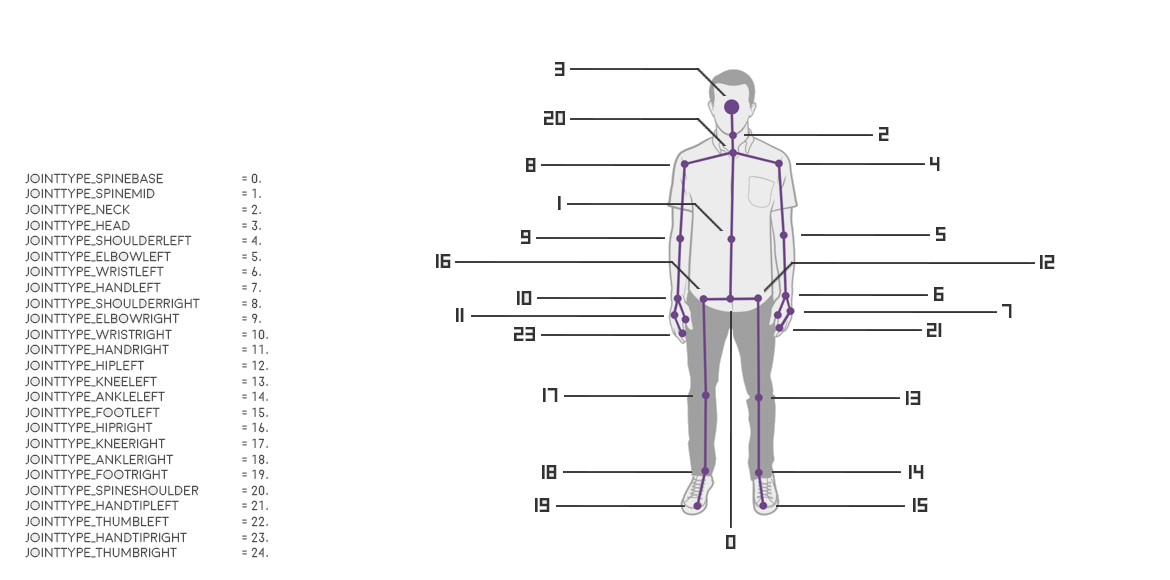 JOINTTYPE_SPINEBASE = 0.
JOINTTYPE_SPINEMID = 1.
JOINTTYPE_NECK = 2.
JOINTTYPE_HEAD = 3.
JOINTTYPE_SHOULDERLEFT = 4.
JOINTTYPE_ELBOWLEFT = 5.
JOINTTYPE_WRISTLEFT = 6.
JOINTTYPE_HANDLEFT = 7.
JOINTTYPE_SHOULDERRIGHT = 8.
JOINTTYPE_ELBOWRIGHT = 9.
JOINTTYPE_WRISTRIGHT = 10.
JOINTTYPE_HANDRIGHT = 11.
JOINTTYPE_HIPLEFT = 12.
JOINTTYPE_KNEELEFT = 13.
JOINTTYPE_ANKLELEFT = 14.
JOINTTYPE_FOOTLEFT = 15.
JOINTTYPE_HIPRIGHT = 16.
JOINTTYPE_KNEERIGHT = 17.
JOINTTYPE_ANKLERIGHT = 18.
JOINTTYPE_FOOTRIGHT = 19.
JOINTTYPE_SPINESHOULDER = 20.
JOINTTYPE_HANDTIPLEFT = 21.
JOINTTYPE_THUMBLEFT = 22.
JOINTTYPE_HANDTIPRIGHT = 23.
JOINTTYPE_THUMBRIGHT = 24.
3
20
2
8
4
1
9
5
16
12
10
6
11
7
23
21
17
13
18
14
19
15
0